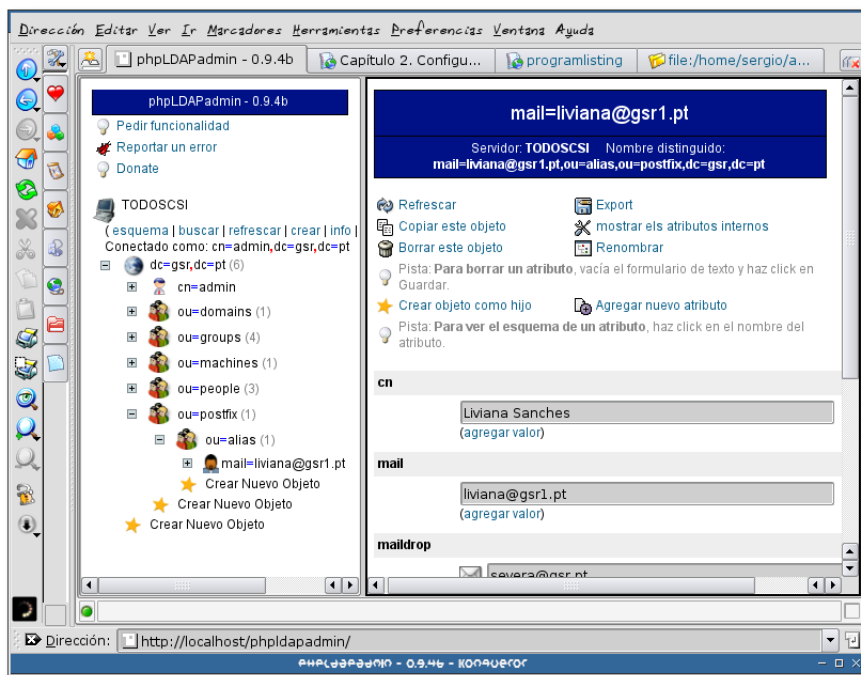 Dirección Editar Ver Ir Marcadores Herramientas Preferencias Ventana Ayuda
phpLDAPadmin - 0.9.4b
Capítulo 2. Configu...
programlisting
file:/home/sergio/a...
phpLDAPadmin - 0.9.4b
Pedir funcionalidad
Reportar un error
Donate
TODOSCSI
( esquema | buscar | refrescar | crear | info |
Conectado como: cn=admin,dc=gsr,dc=pt
dc=gsr,dc=pt (6)
cn=admin
ou=domains (1)
ou=groups (4)
ou=machines (1)
ou=people (3)
ou=postfix (1)
ou=alias (1)
mail=liviana@gsr1.pt
Crear Nuevo Objeto
Crear Nuevo Objeto
Crear Nuevo Objeto
mail=liviana@gsr1.pt
Servidor: TODOSCSI Nombre distinguido:
mail=liviana@gsr1.pt,ou=alias,ou=postfix,dc=gsr,dc=pt
Refrescar
Export
Copiar este objeto
mostrar els atributos internos
Borrar este objeto
Renombrar
Pista: Para borrar un atributo, vacía el formulario de texto y haz click en
Guardar.
Crear objeto como hijo
Agregar nuevo atributo
Pista: Para ver el esquema de un atributo, haz click en el nombre del
atributo.
cn
Liviana Sanches
(agregar valor)
mail
liviana@gsr1.pt
(agregar valor)
maildrop
severa@gsr.pt
Dirección: http://localhost/phpldapadmin/
phpLDAPadmin - 0.9.4b - Konqueror